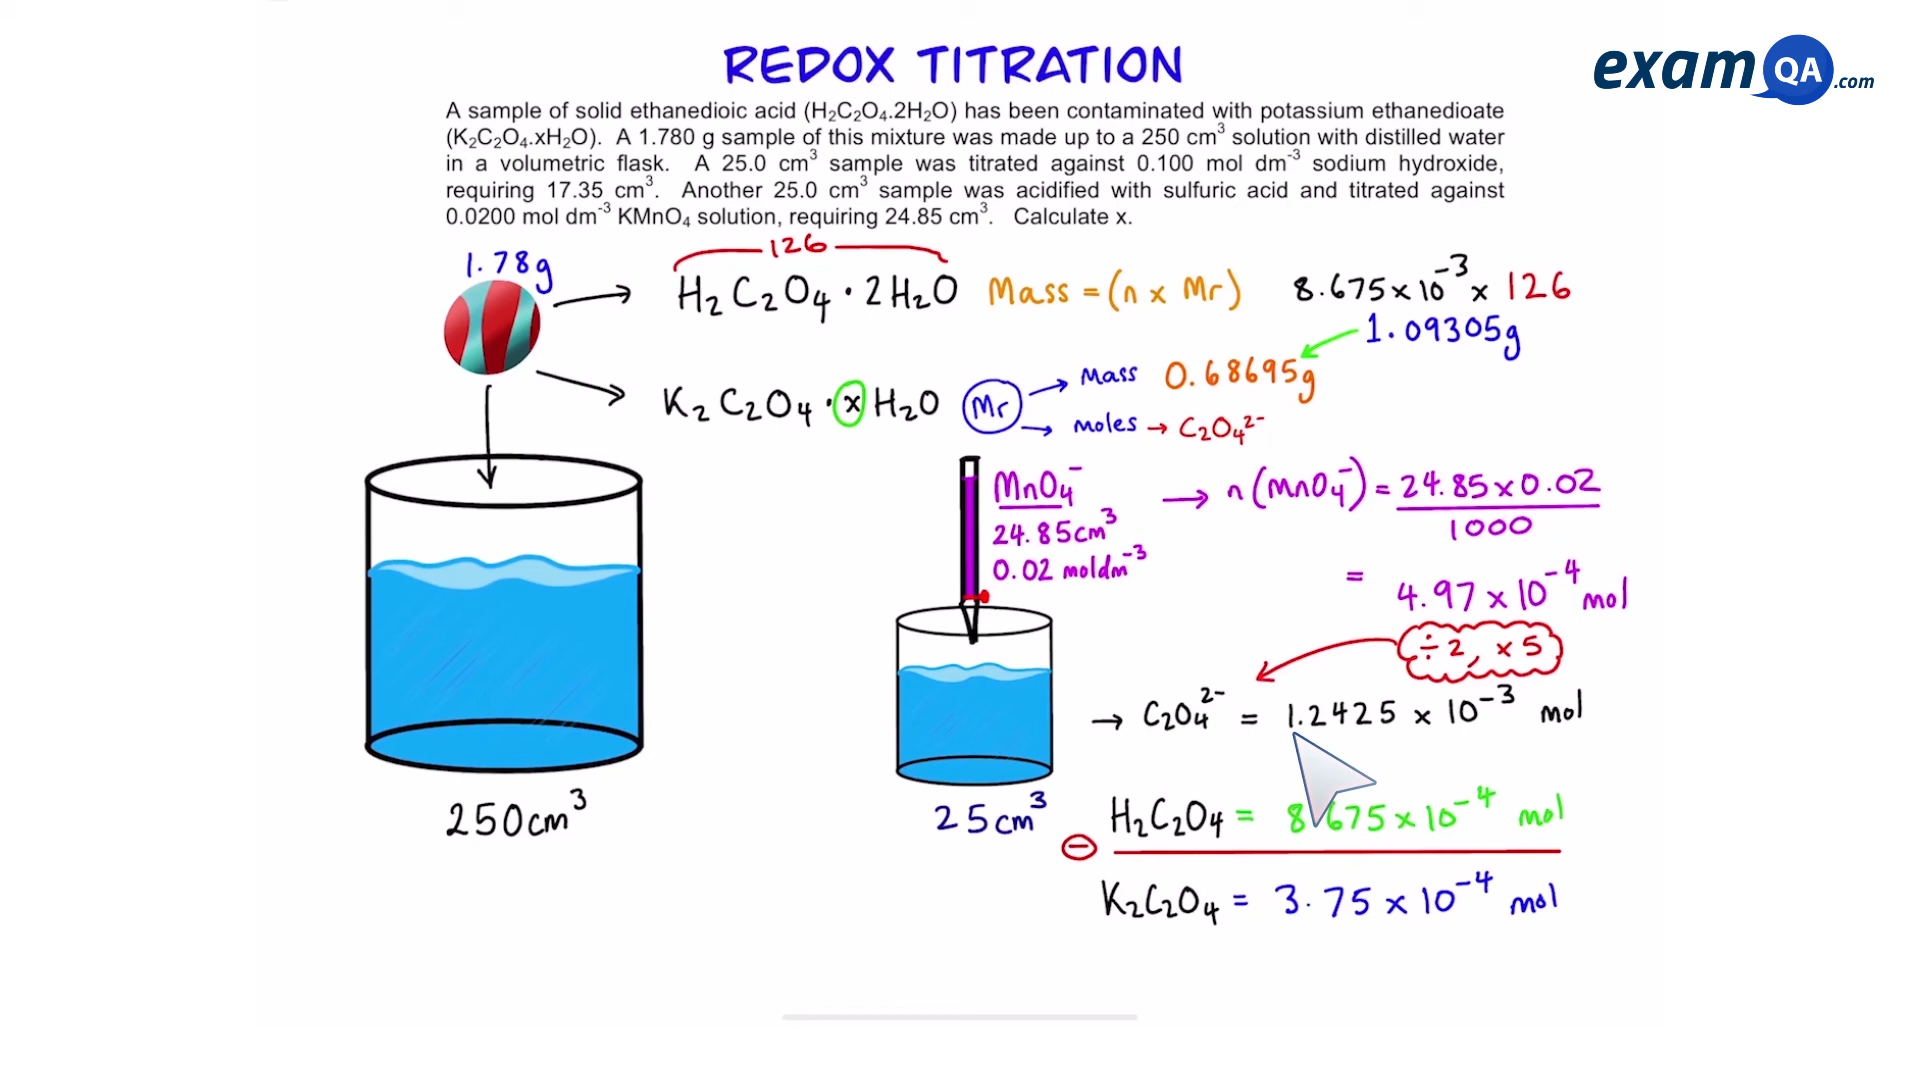 REDOX TITRATION
examQA.com
A sample of solid ethanedioic acid (H₂C₂O₄.2H₂O) has been contaminated with potassium ethanedioate
(K₂C₂O₄.xH₂O). A 1.780 g sample of this mixture was made up to a 250 cm³ solution with distilled water
in a volumetric flask. A 25.0 cm³ sample was titrated against 0.100 mol dm⁻³ sodium hydroxide,
requiring 17.35 cm³. Another 25.0 cm³ sample was acidified with sulfuric acid and titrated against
0.0200 mol dm⁻³ KMnO₄ solution, requiring 24.85 cm³. Calculate x.
126
1.78g
H₂C₂O₄·2H₂O Mass = (n x Mr) 8.675 x 10⁻³ x 126
1.09305g
Mass 0.68695g
K₂C₂O₄·xH₂O Mr
moles → C₂O₄²⁻
MnO₄⁻ → n(MnO₄⁻) = 24.85 x 0.02
1000
24.85cm³
0.02 moldm⁻³
= 4.97 x 10⁻⁴ mol
÷2, x5
→ C₂O₄²⁻ = 1.2425 x 10⁻³ mol
250cm³
25cm³
H₂C₂O₄ = 8.675 x 10⁻⁴ mol
−
K₂C₂O₄ = 3.75 x 10⁻⁴ mol